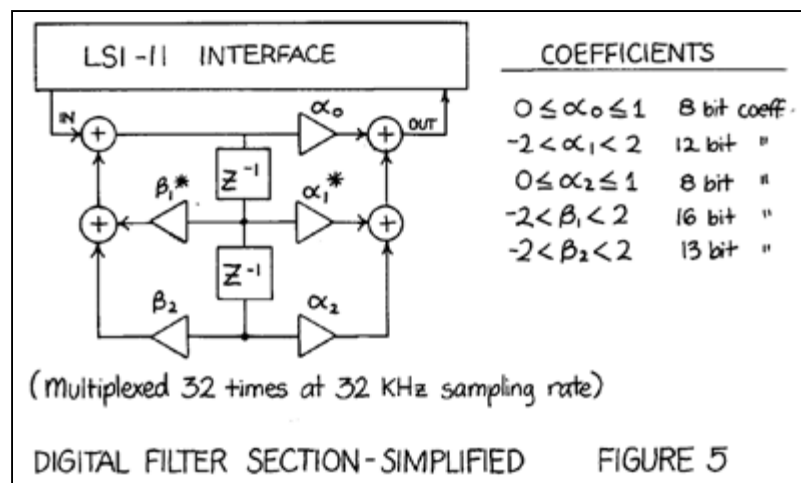 LSI-II INTERFACE
IN
α₀
OUT
+
+
Z⁻¹
β₁*
α₁*
+
+
Z⁻¹
β₂
α₂
COEFFICIENTS
0 ≤ α₀ ≤ 1 8 bit coeff.
-2 < α₁ < 2 12 bit "
0 ≤ α₂ ≤ 1 8 bit "
-2 < β₁ < 2 16 bit "
-2 < β₂ < 2 13 bit "
(Multiplexed 32 times at 32 KHz sampling rate)
DIGITAL FILTER SECTION-SIMPLIFIED FIGURE 5